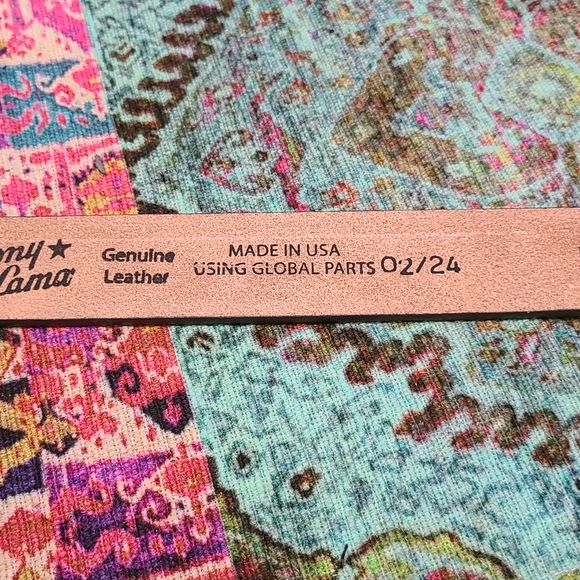 ony ★
Lama
Genuine
Leather
MADE IN USA
USING GLOBAL PARTS 02/24